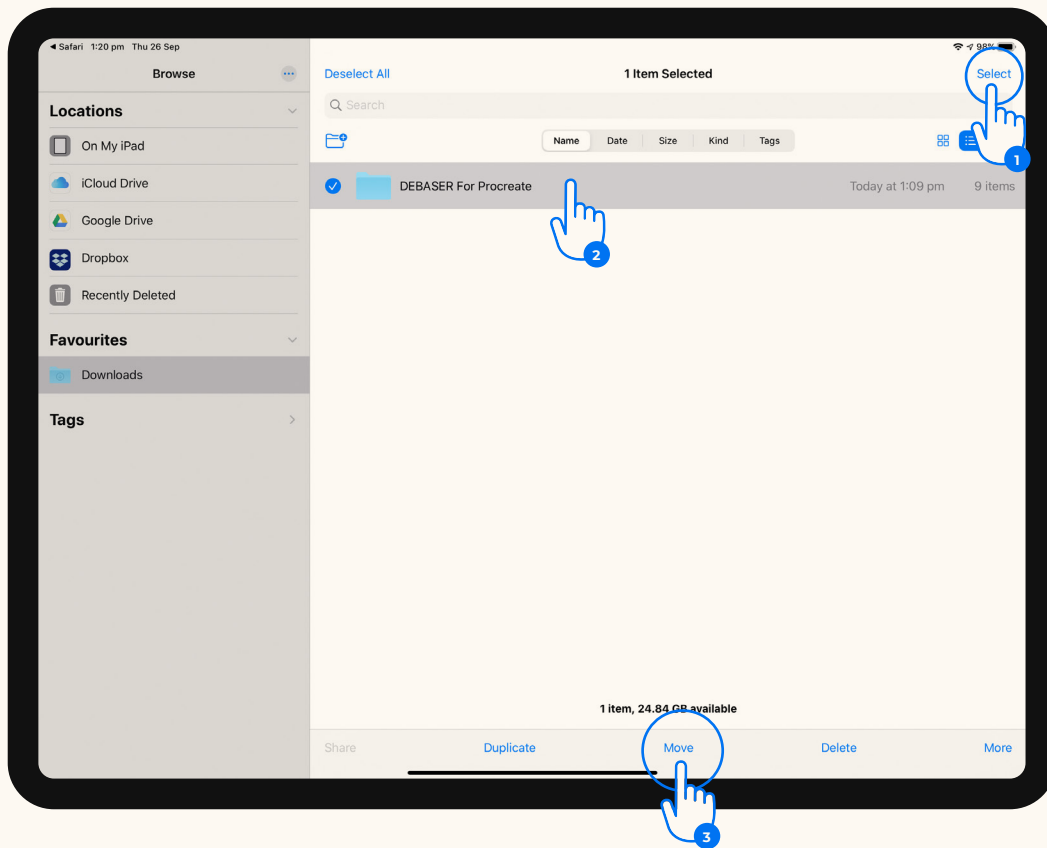 Safari 1:20 pm Thu 26 Sep
98%
Browse
Deselect All
1 Item Selected
Select
Locations
Search
On My iPad
Name Date Size Kind Tags
1
iCloud Drive
DEBASER For Procreate
Today at 1:09 pm 9 items
Google Drive
2
Dropbox
Recently Deleted
Favourites
Downloads
Tags
1 item, 24.84 GB available
Share Duplicate Move Delete More
3